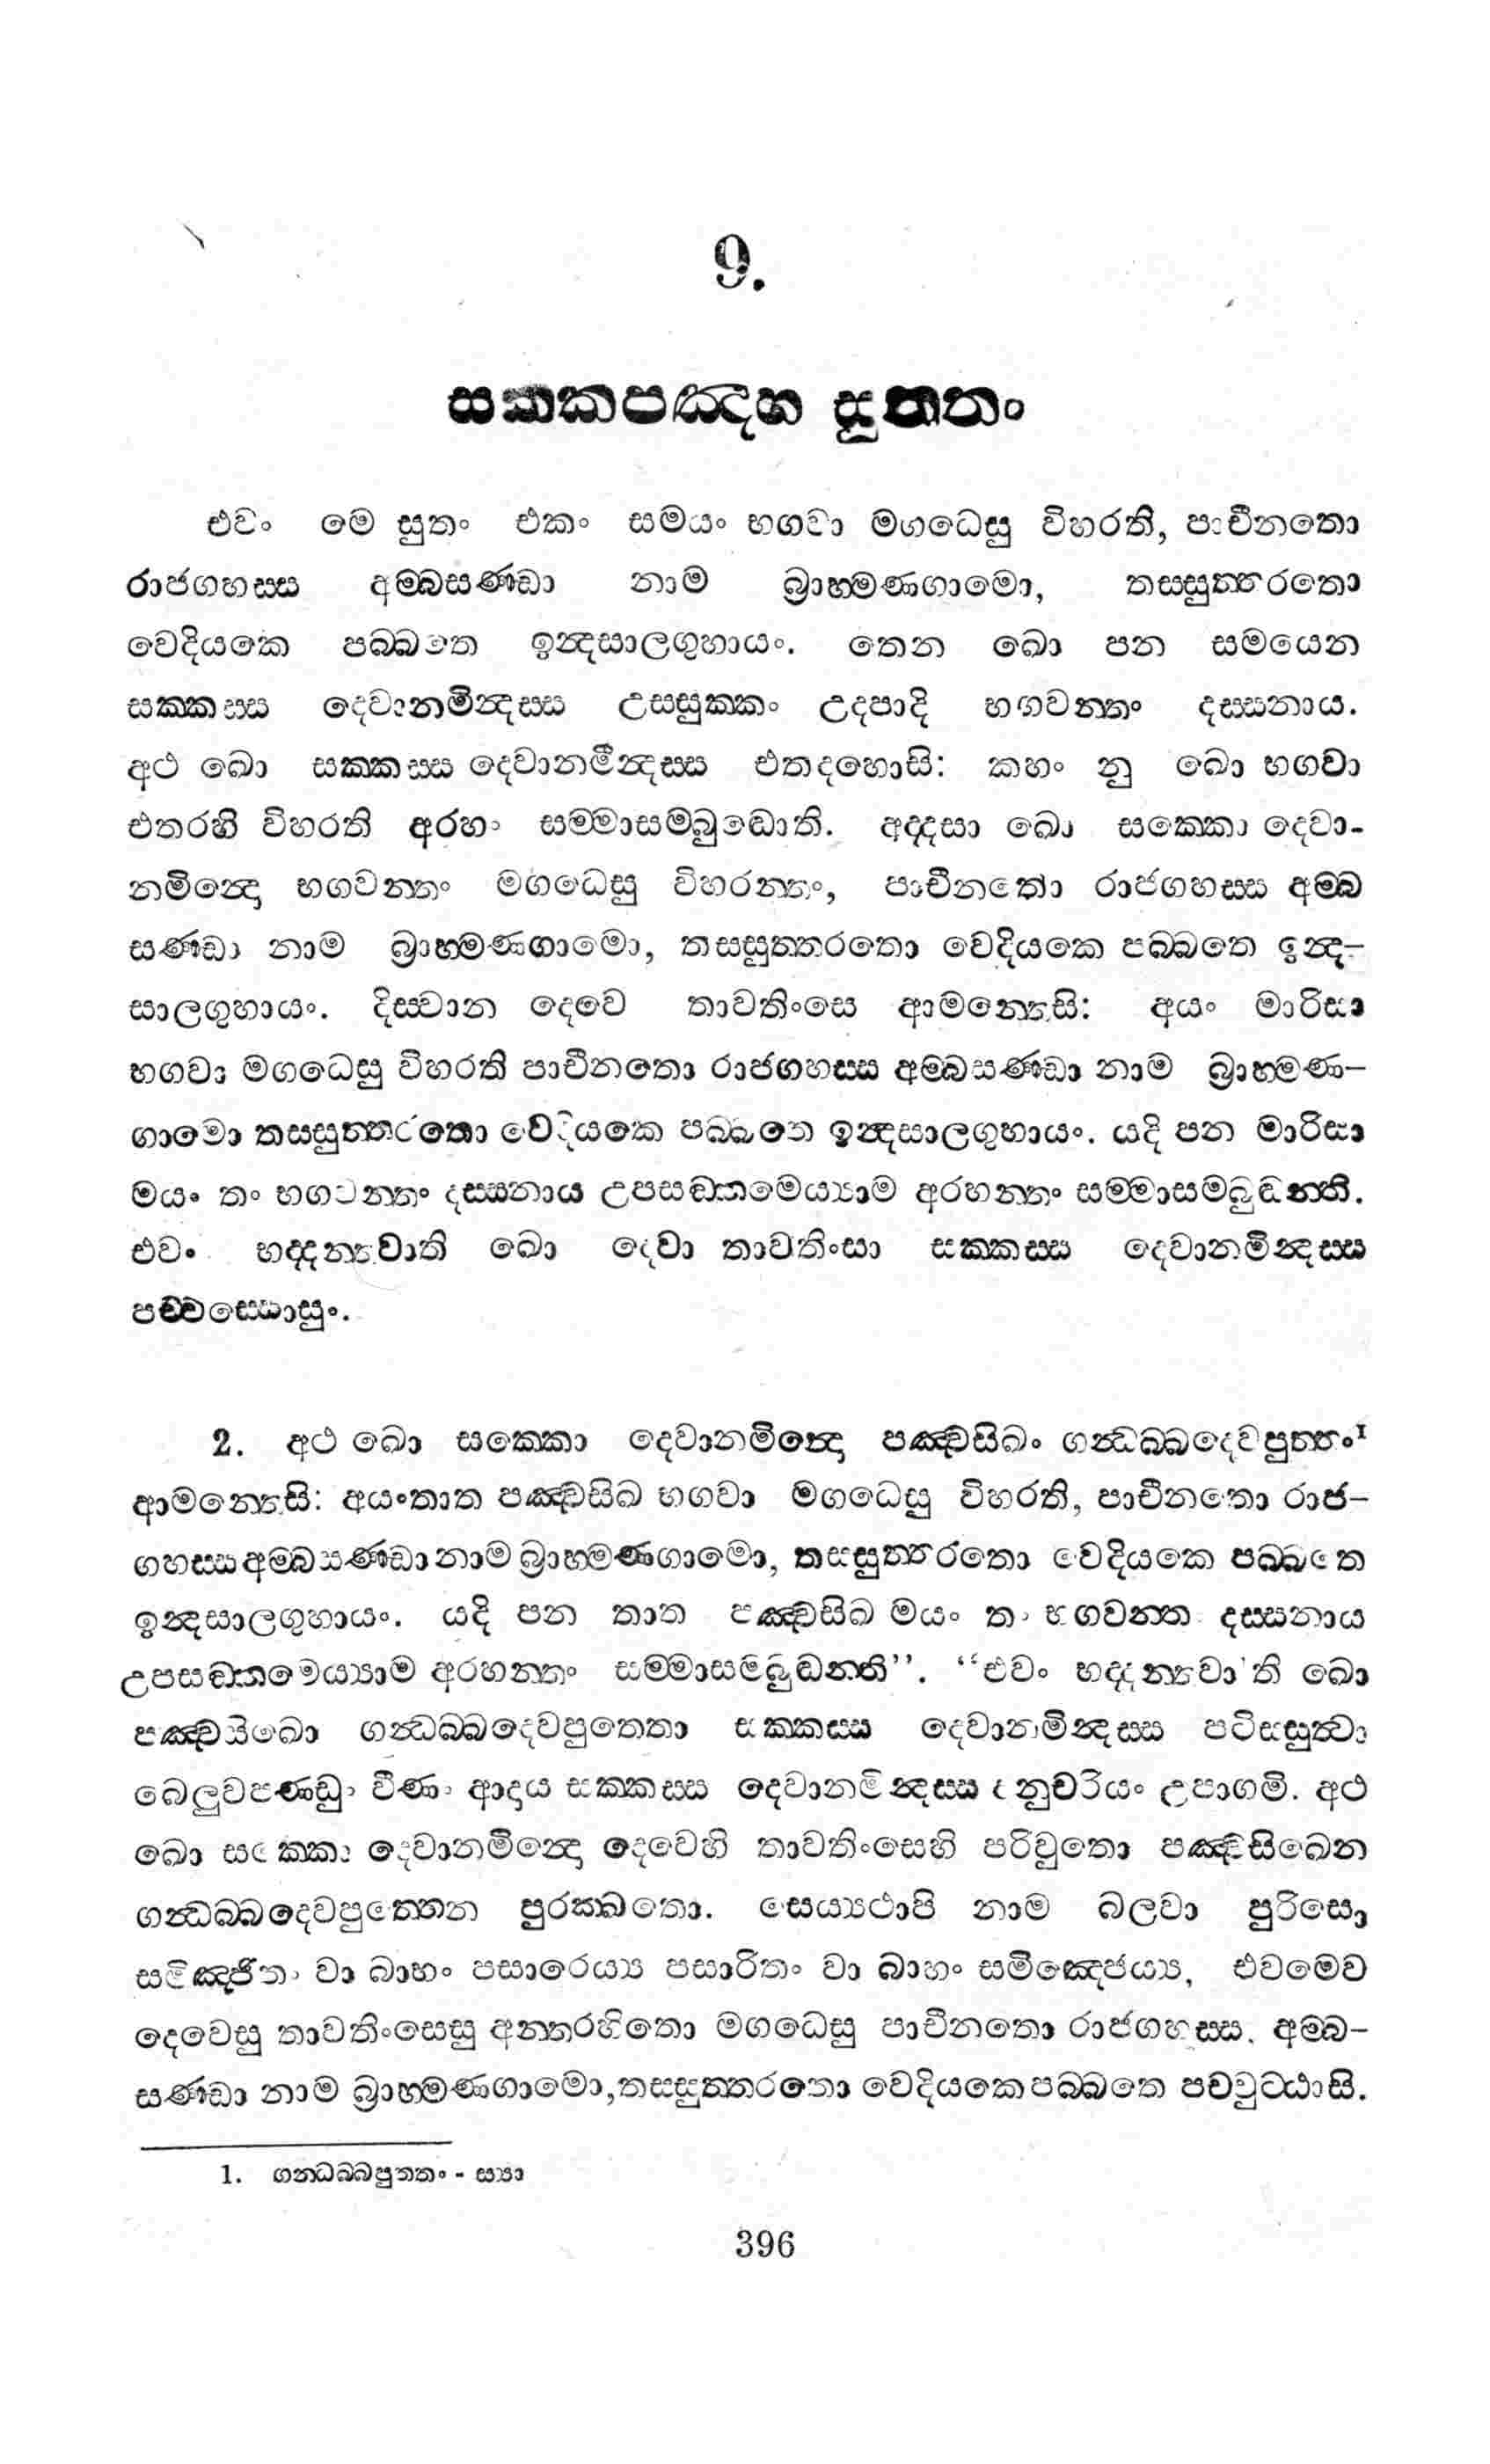 9.
සක්කපඤ්හ සුත්තං
එවං මෙ සුතං එකං සමයං භගවා මගධෙසු විහරති, පාචීනතො
රාජගහස්ස අම්බසණ්ඩා නාම බ්‍රාහ්මණගාමො, තස්සුත්තරතො
වෙදියකෙ පබ්බතෙ ඉන්දසාලගුහායං. තෙන ඛො පන සමයෙන
සක්කස්ස දෙවානමින්දස්ස උස්සුක්කං උදපාදි භගවන්තං දස්සනාය.
අථ ඛො සක්කස්ස දෙවානමින්දස්ස එතදහොසි: කහං නු ඛො භගවා
එතරහි විහරති අරහං සම්මාසම්බුද්ධොති. අද්දසා ඛො සක්කො දෙවා-
නමින්දො භගවන්තං මගධෙසු විහරන්තං, පාචීනතො රාජගහස්ස අම්බ
සණ්ඩා නාම බ්‍රාහ්මණගාමො, තස්සුත්තරතො වෙදියකෙ පබ්බතෙ ඉන්ද-
සාලගුහායං. දිස්වාන දෙවෙ තාවතිංසෙ ආමන්තෙසි: අයං මාරිසා
භගවා මගධෙසු විහරති පාචීනතො රාජගහස්ස අම්බසණ්ඩා නාම බ්‍රාහ්මණ-
ගාමො තස්සුත්තරතො වෙදියකෙ පබ්බතෙ ඉන්දසාලගුහායං. යදි පන මාරිසා
මයං තං භගවන්තං දස්සනාය උපසඞ්කමෙය්‍යාම අරහන්තං සම්මාසම්බුද්ධන්ති.
එවං භද්දන්තවාති ඛො දෙවා තාවතිංසා සක්කස්ස දෙවානමින්දස්ස
පච්චස්සොසුං.
2. අථ ඛො සක්කො දෙවානමින්දො පඤ්චසිඛං ගන්ධබ්බදෙවපුත්තං¹
ආමන්තෙසි: අයංතාත පඤ්චසිඛ භගවා මගධෙසු විහරති, පාචීනතො රාජ-
ගහස්ස අම්බසණ්ඩා නාම බ්‍රාහ්මණගාමො, තස්සුත්තරතො වෙදියකෙ පබ්බතෙ
ඉන්දසාලගුහායං. යදි පන තාත පඤ්චසිඛ මයං තං භගවන්තං දස්සනාය
උපසඞ්කමෙය්‍යාම අරහන්තං සම්මාසම්බුද්ධන්ති”. “එවං භද්දන්තවා'ති ඛො
පඤ්චසිඛො ගන්ධබ්බදෙවපුත්තො සක්කස්ස දෙවානමින්දස්ස පටිස්සුත්වා
බෙලුවපණ්ඩුං වීණං ආදාය සක්කස්ස දෙවානමින්දස්ස අනුචරියං උපාගමි. අථ
ඛො සක්කො දෙවානමින්දො දෙවෙහි තාවතිංසෙහි පරිවුතො පඤ්චසිඛෙන
ගන්ධබ්බදෙවපුත්තෙන පුරක්ඛතො. සෙය්‍යථාපි නාම බලවා පුරිසො
සමිඤ්ජිතං වා බාහං පසාරෙය්‍ය පසාරිතං වා බාහං සමිඤ්ජෙය්‍ය, එවමෙව
දෙවෙසු තාවතිංසෙසු අන්තරහිතො මගධෙසු පාචීනතො රාජගහස්ස, අම්බ-
සණ්ඩා නාම බ්‍රාහ්මණගාමො,තස්සුත්තරතො වෙදියකෙ පබ්බතෙ පච්චුට්ඨාසි.
1. ගන්ධබ්බපුත්තං - ස්‍යා
396